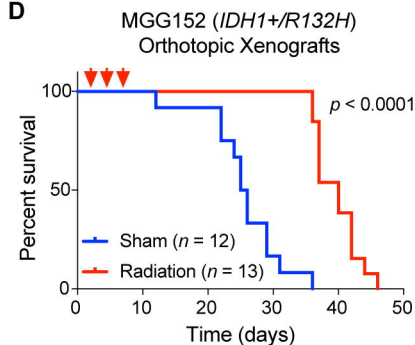 D
MGG152 (IDH1+/R132H)
Orthotopic Xenografts
p < 0.0001
Percent survival
100
50
0
Sham (n = 12)
Radiation (n = 13)
0 10 20 30 40 50
Time (days)